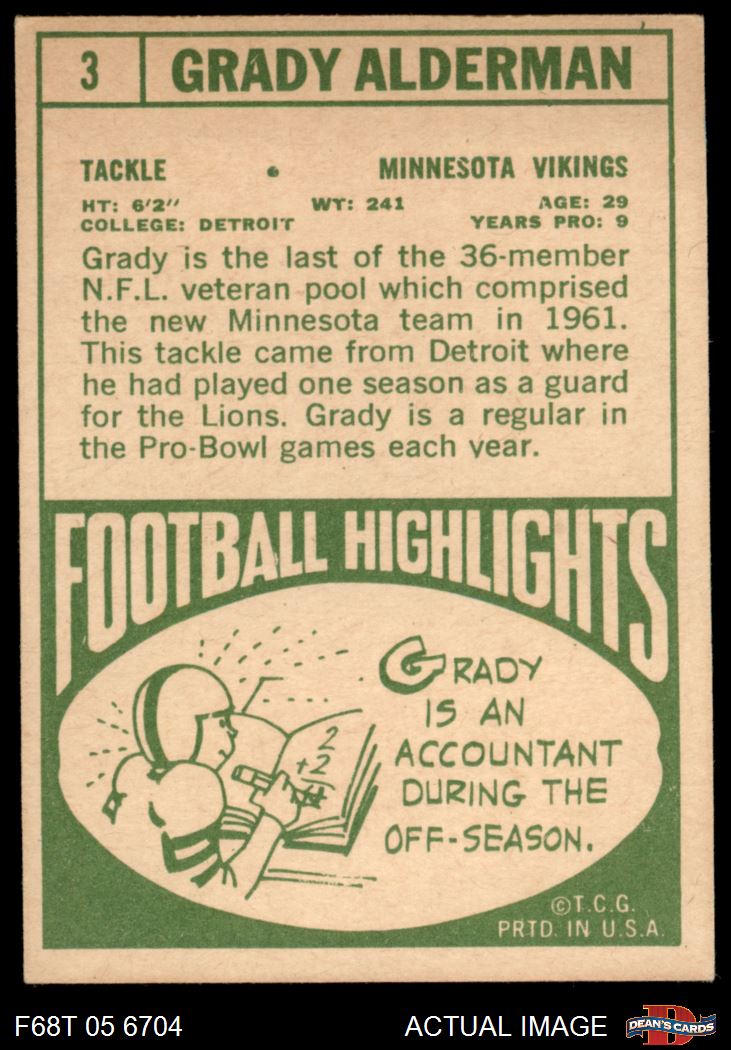 3 GRADY ALDERMAN
TACKLE • MINNESOTA VIKINGS
HT: 6'2" WT: 241 AGE: 29
COLLEGE: DETROIT YEARS PRO: 9
Grady is the last of the 36-member
N.F.L. veteran pool which comprised
the new Minnesota team in 1961.
This tackle came from Detroit where
he had played one season as a guard
for the Lions. Grady is a regular in
the Pro-Bowl games each year.
FOOTBALL HIGHLIGHTS
2
+2
4
GRADY
IS AN
ACCOUNTANT
DURING THE
OFF-SEASON.
©T.C.G.
PRTD. IN U.S.A.
F68T 05 6704 ACTUAL IMAGE
D
DEAN'S CARDS